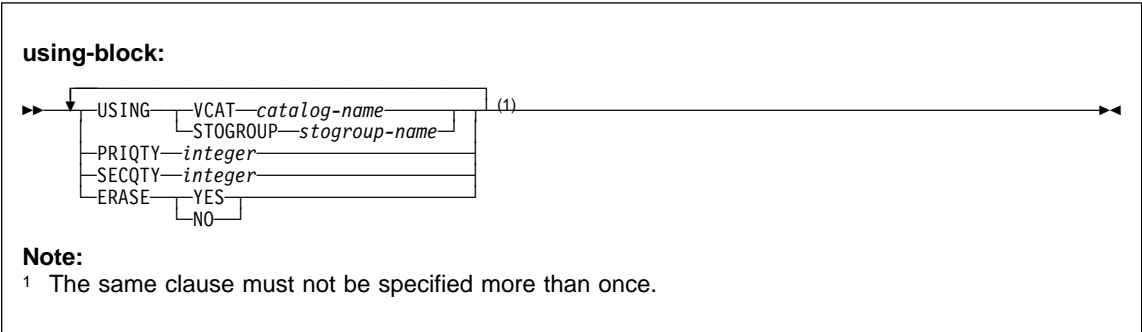 using-block:
USING VCAT catalog-name (1)
STOGROUP stogroup-name
PRIQTY integer
SECQTY integer
ERASE YES
NO
Note:
1 The same clause must not be specified more than once.